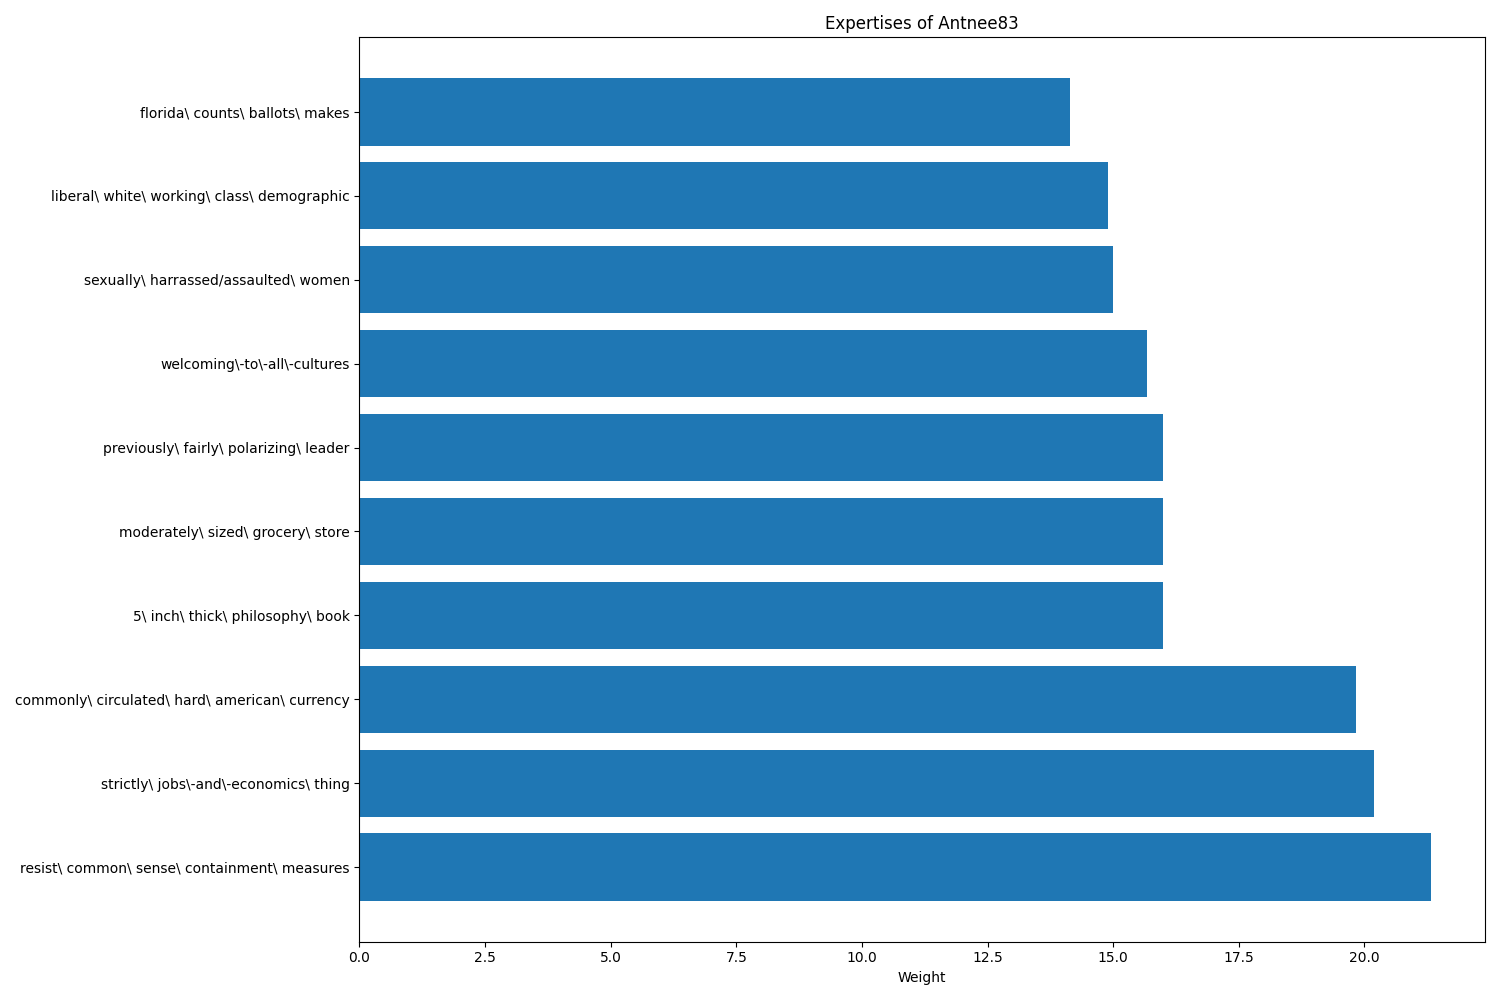 Expertises of Antnee83
florida\ counts\ ballots\ makes
liberal\ white\ working\ class\ demographic
sexually\ harrassed/assaulted\ women
welcoming\-to\-all\-cultures
previously\ fairly\ polarizing\ leader
moderately\ sized\ grocery\ store
5\ inch\ thick\ philosophy\ book
commonly\ circulated\ hard\ american\ currency
strictly\ jobs\-and\-economics\ thing
resist\ common\ sense\ containment\ measures
0.0 2.5 5.0 7.5 10.0 12.5 15.0 17.5 20.0
Weight